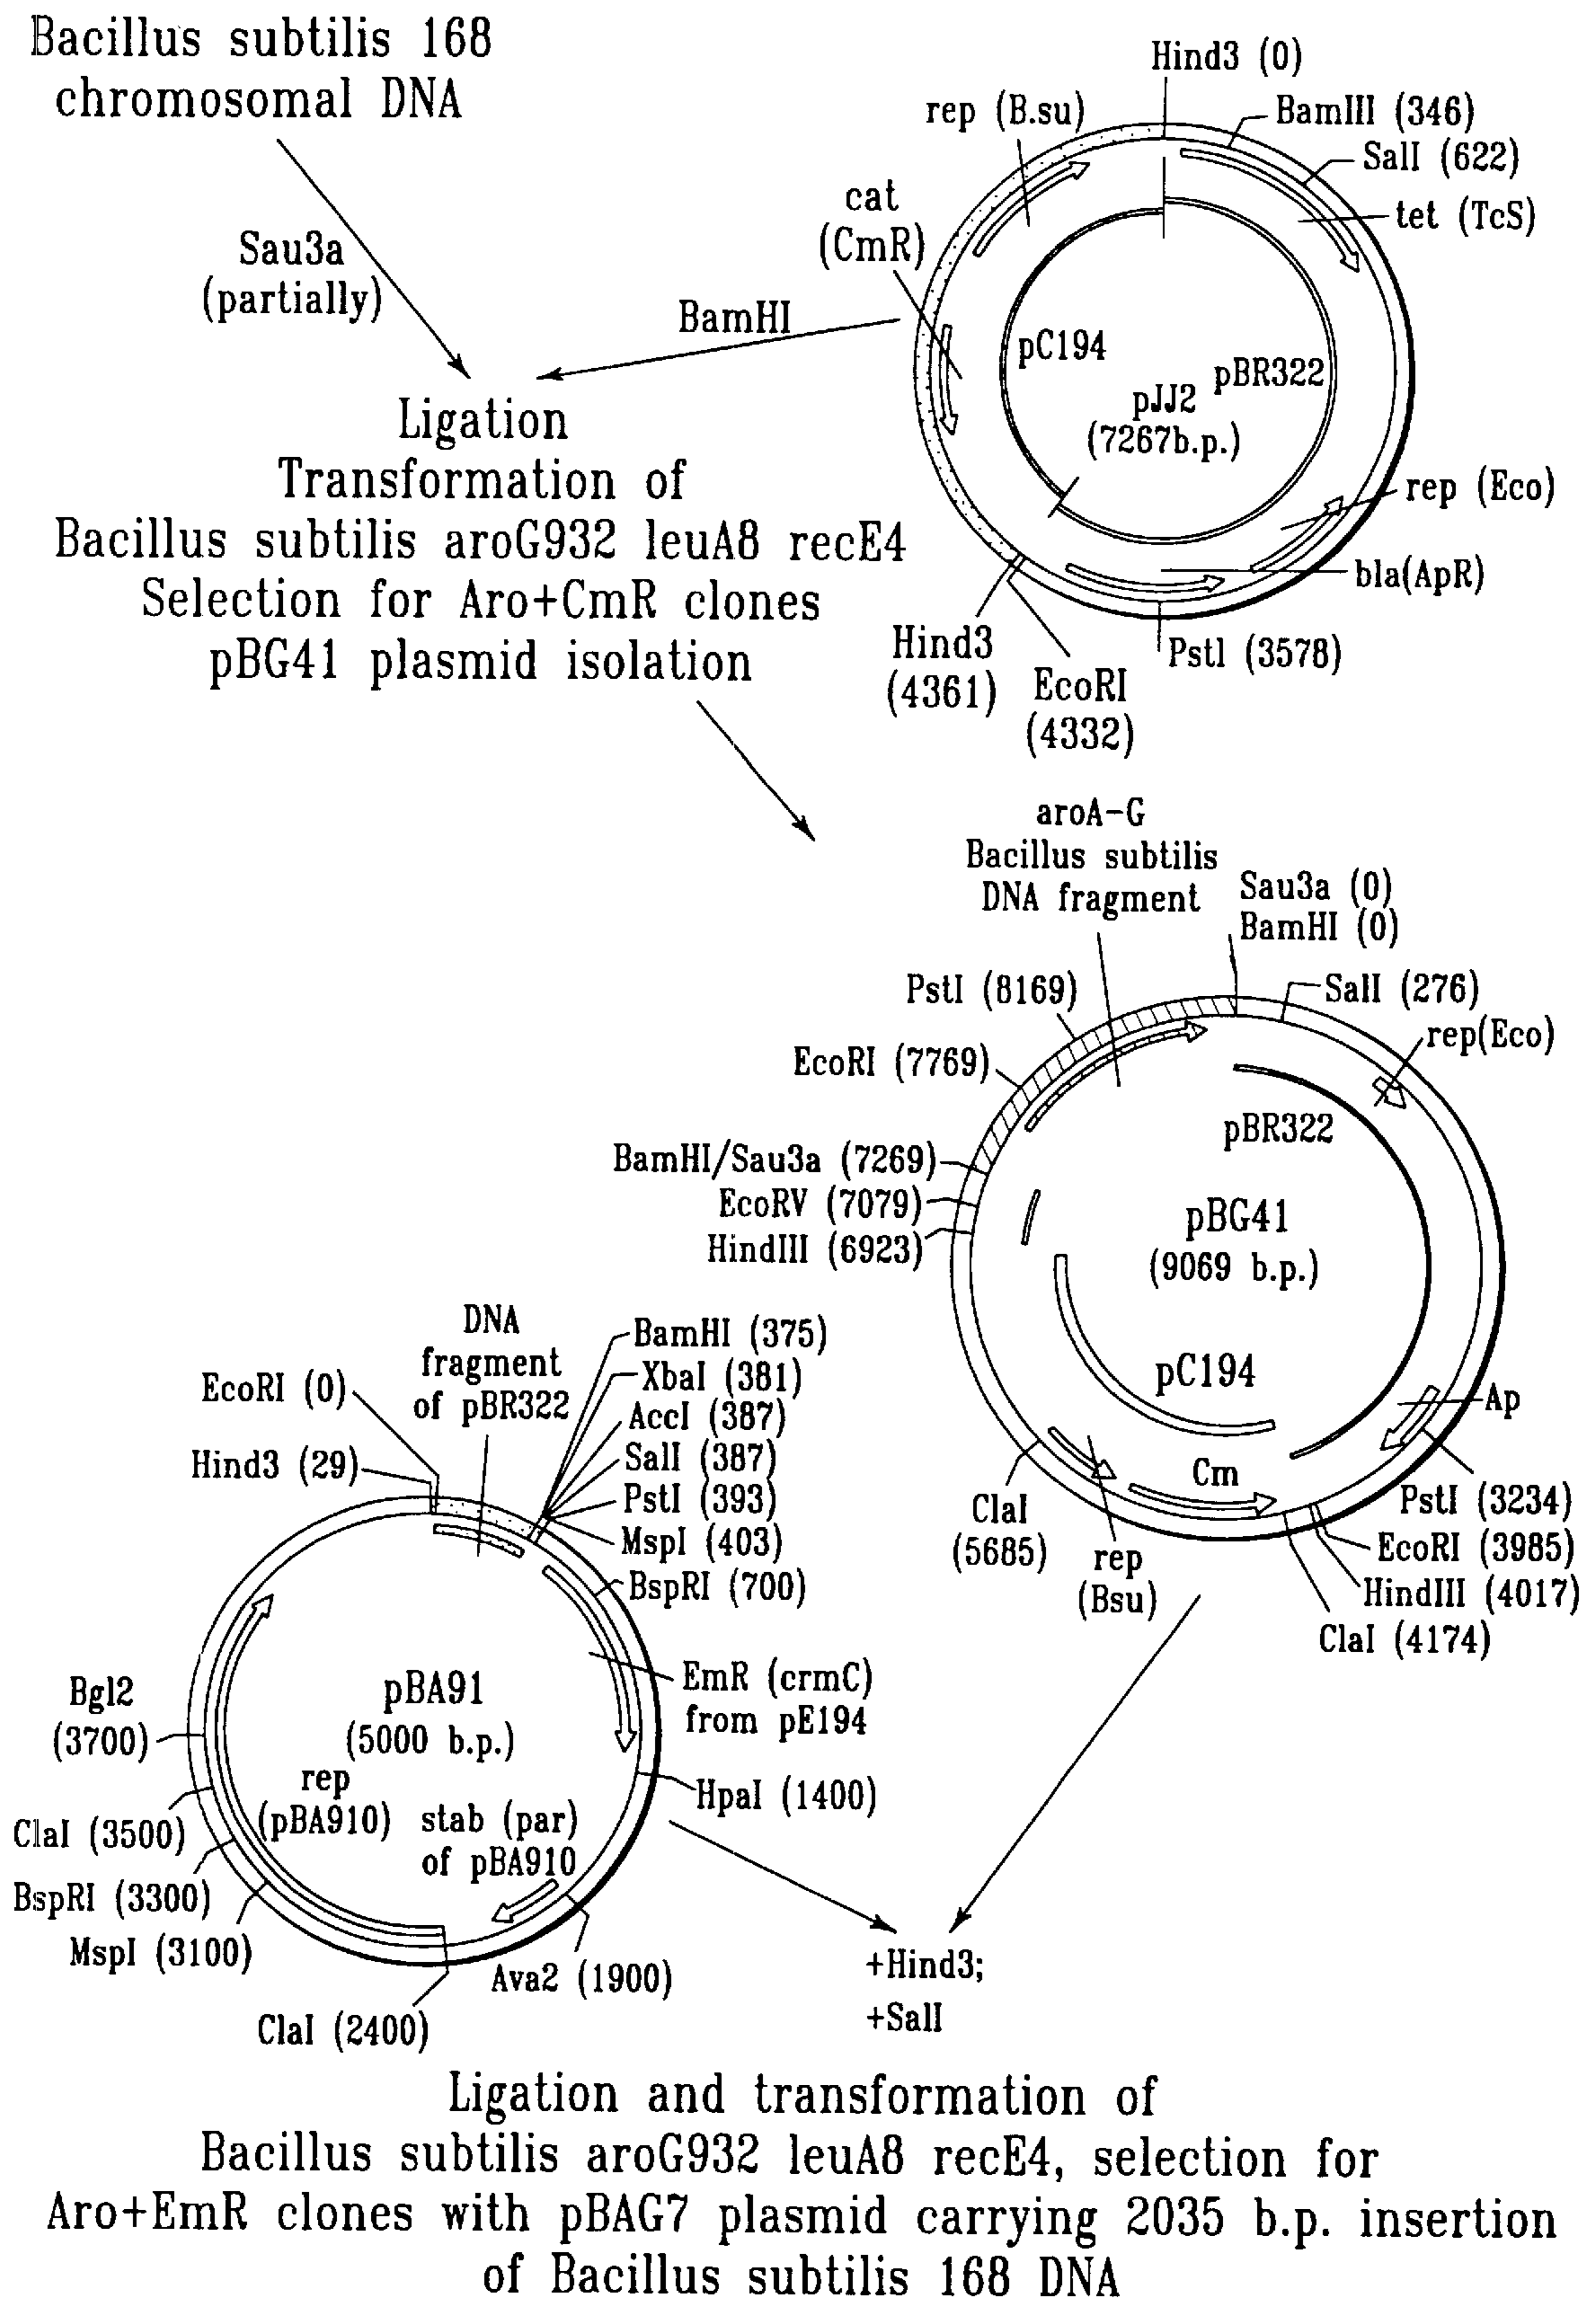 Bacillus subtilis 168
chromosomal DNA
Sau3a
(partially)
BamHI
Hind3 (0)
BamIII (346)
SalI (622)
tet (TcS)
rep (B.su)
cat
(CmR)
pC194
pBR322
pJJ2
(7267b.p.)
rep (Eco)
bla(ApR)
PstI (3578)
Hind3
(4361)
EcoRI
(4332)
Ligation
Transformation of
Bacillus subtilis aroG932 leuA8 recE4
Selection for Aro+CmR clones
pBG41 plasmid isolation
aroA-G
Bacillus subtilis
DNA fragment
Sau3a (0)
BamHI (0)
SalI (276)
rep(Eco)
PstI (8169)
EcoRI (7769)
BamHI/Sau3a (7269)
EcoRV (7079)
HindIII (6923)
pBR322
pBG41
(9069 b.p.)
pC194
Ap
Cm
PstI (3234)
EcoRI (3985)
HindIII (4017)
ClaI (4174)
ClaI
(5685)
rep
(Bsu)
DNA
fragment
of pBR322
EcoRI (0)
Hind3 (29)
BamHI (375)
XbaI (381)
AccI (387)
SalI (387)
PstI (393)
MspI (403)
BspRI (700)
EmR (crmC)
from pE194
HpaI (1400)
pBA91
(5000 b.p.)
rep
(pBA910)
stab (par)
of pBA910
Bgl2
(3700)
ClaI (3500)
BspRI (3300)
MspI (3100)
ClaI (2400)
Ava2 (1900)
+Hind3;
+SalI
Ligation and transformation of
Bacillus subtilis aroG932 leuA8 recE4, selection for
Aro+EmR clones with pBAG7 plasmid carrying 2035 b.p. insertion
of Bacillus subtilis 168 DNA